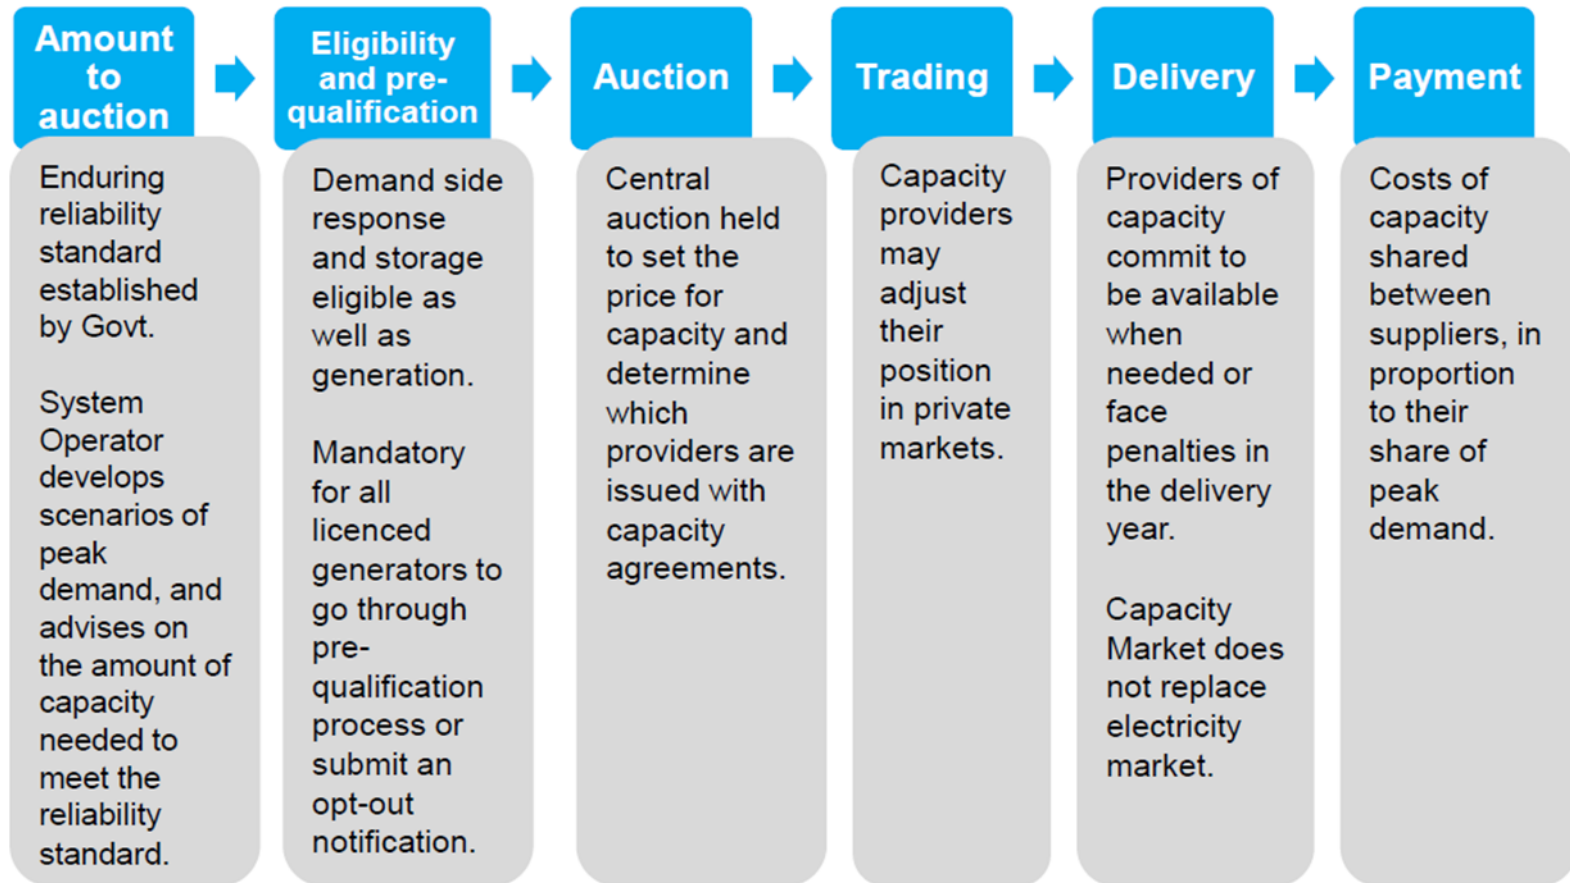 Amount
to
auction
Enduring
reliability
standard
established
by Govt.
System
Operator
develops
scenarios of
peak
demand, and
advises on
the amount of
capacity
needed to
meet the
reliability
standard.
Eligibility
and pre-
qualification
Demand side
response
and storage
eligible as
well as
generation.
Mandatory
for all
licenced
generators to
go through
pre-
qualification
process or
submit an
opt-out
notification.
Auction
Central
auction held
to set the
price for
capacity and
determine
which
providers are
issued with
capacity
agreements.
Trading
Capacity
providers
may
adjust
their
position
in private
markets.
Delivery
Providers of
capacity
commit to
be available
when
needed or
face
penalties in
the delivery
year.
Capacity
Market does
not replace
electricity
market.
Payment
Costs of
capacity
shared
between
suppliers, in
proportion
to their
share of
peak
demand.